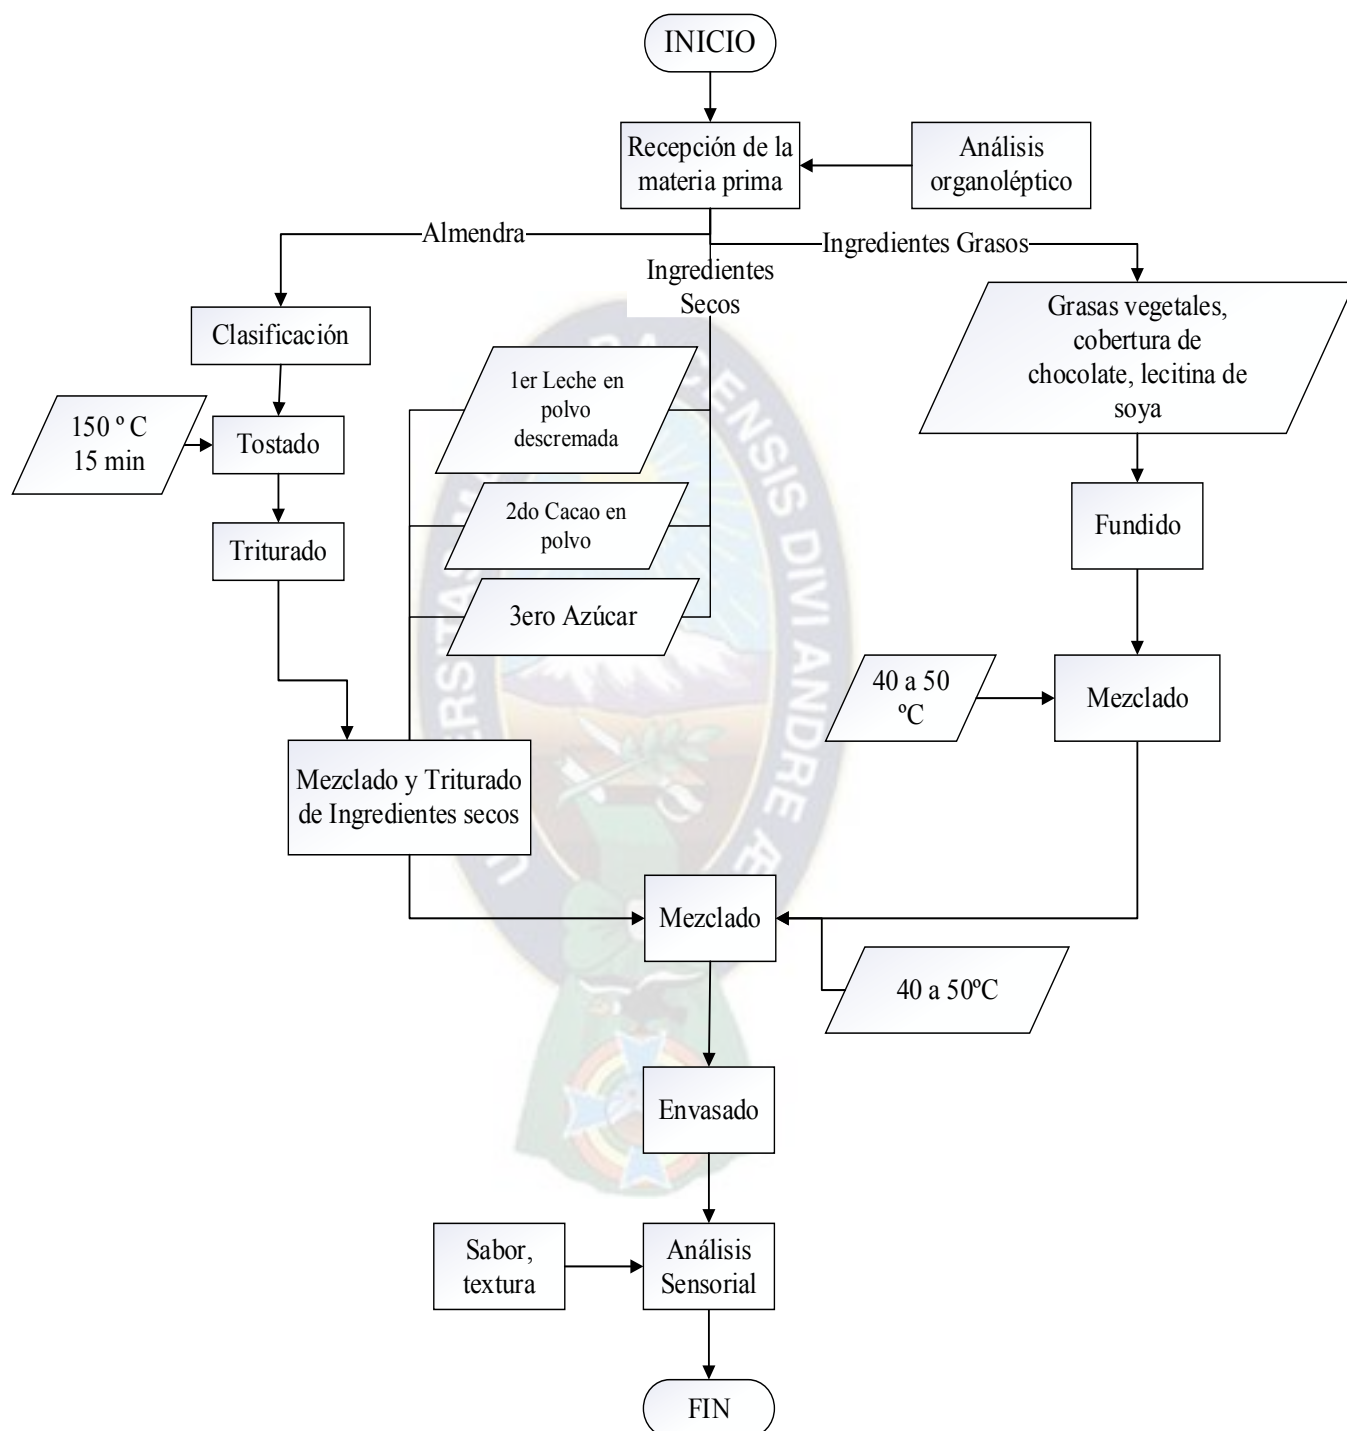 INICIO
Recepción de la
materia prima
Análisis
organoléptico
Almendra
Ingredientes Grasos
Ingredientes
Secos
Clasificación
Grasas vegetales,
cobertura de
chocolate, lecitina de
soya
1er Leche en
polvo
descremada
150 º C
15 min
Tostado
2do Cacao en
polvo
Fundido
Triturado
3ero Azúcar
40 a 50
ºC
Mezclado
Mezclado y Triturado
de Ingredientes secos
Mezclado
40 a 50ºC
Envasado
Sabor,
textura
Análisis
Sensorial
FIN
PACENSIS DIVI ANDRE Æ